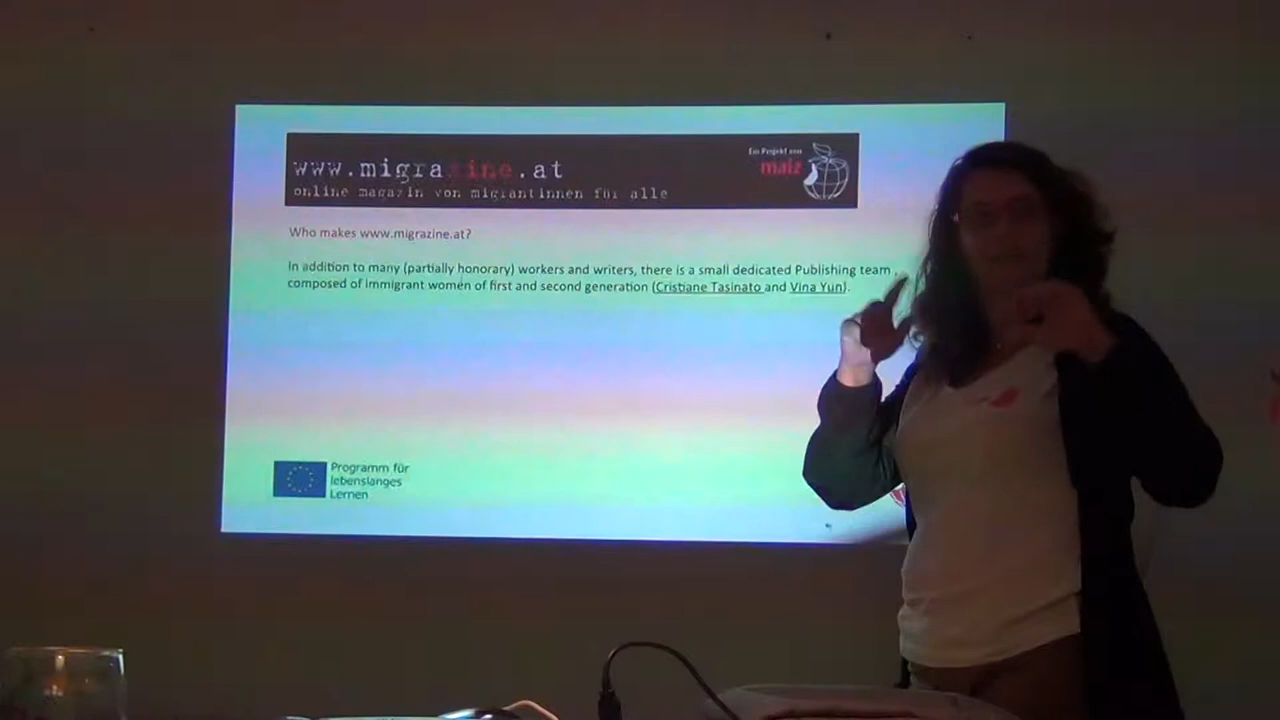 www.migrazine.at
online magazin von migrantinnen für alle
Ein Projekt von
maiz
Who makes www.migrazine.at?
In addition to many (partially honorary) workers and writers, there is a small dedicated Publishing team ,
composed of immigrant women of first and second generation (Cristiane Tasinato and Vina Yun).
Programm für
lebenslanges
Lernen